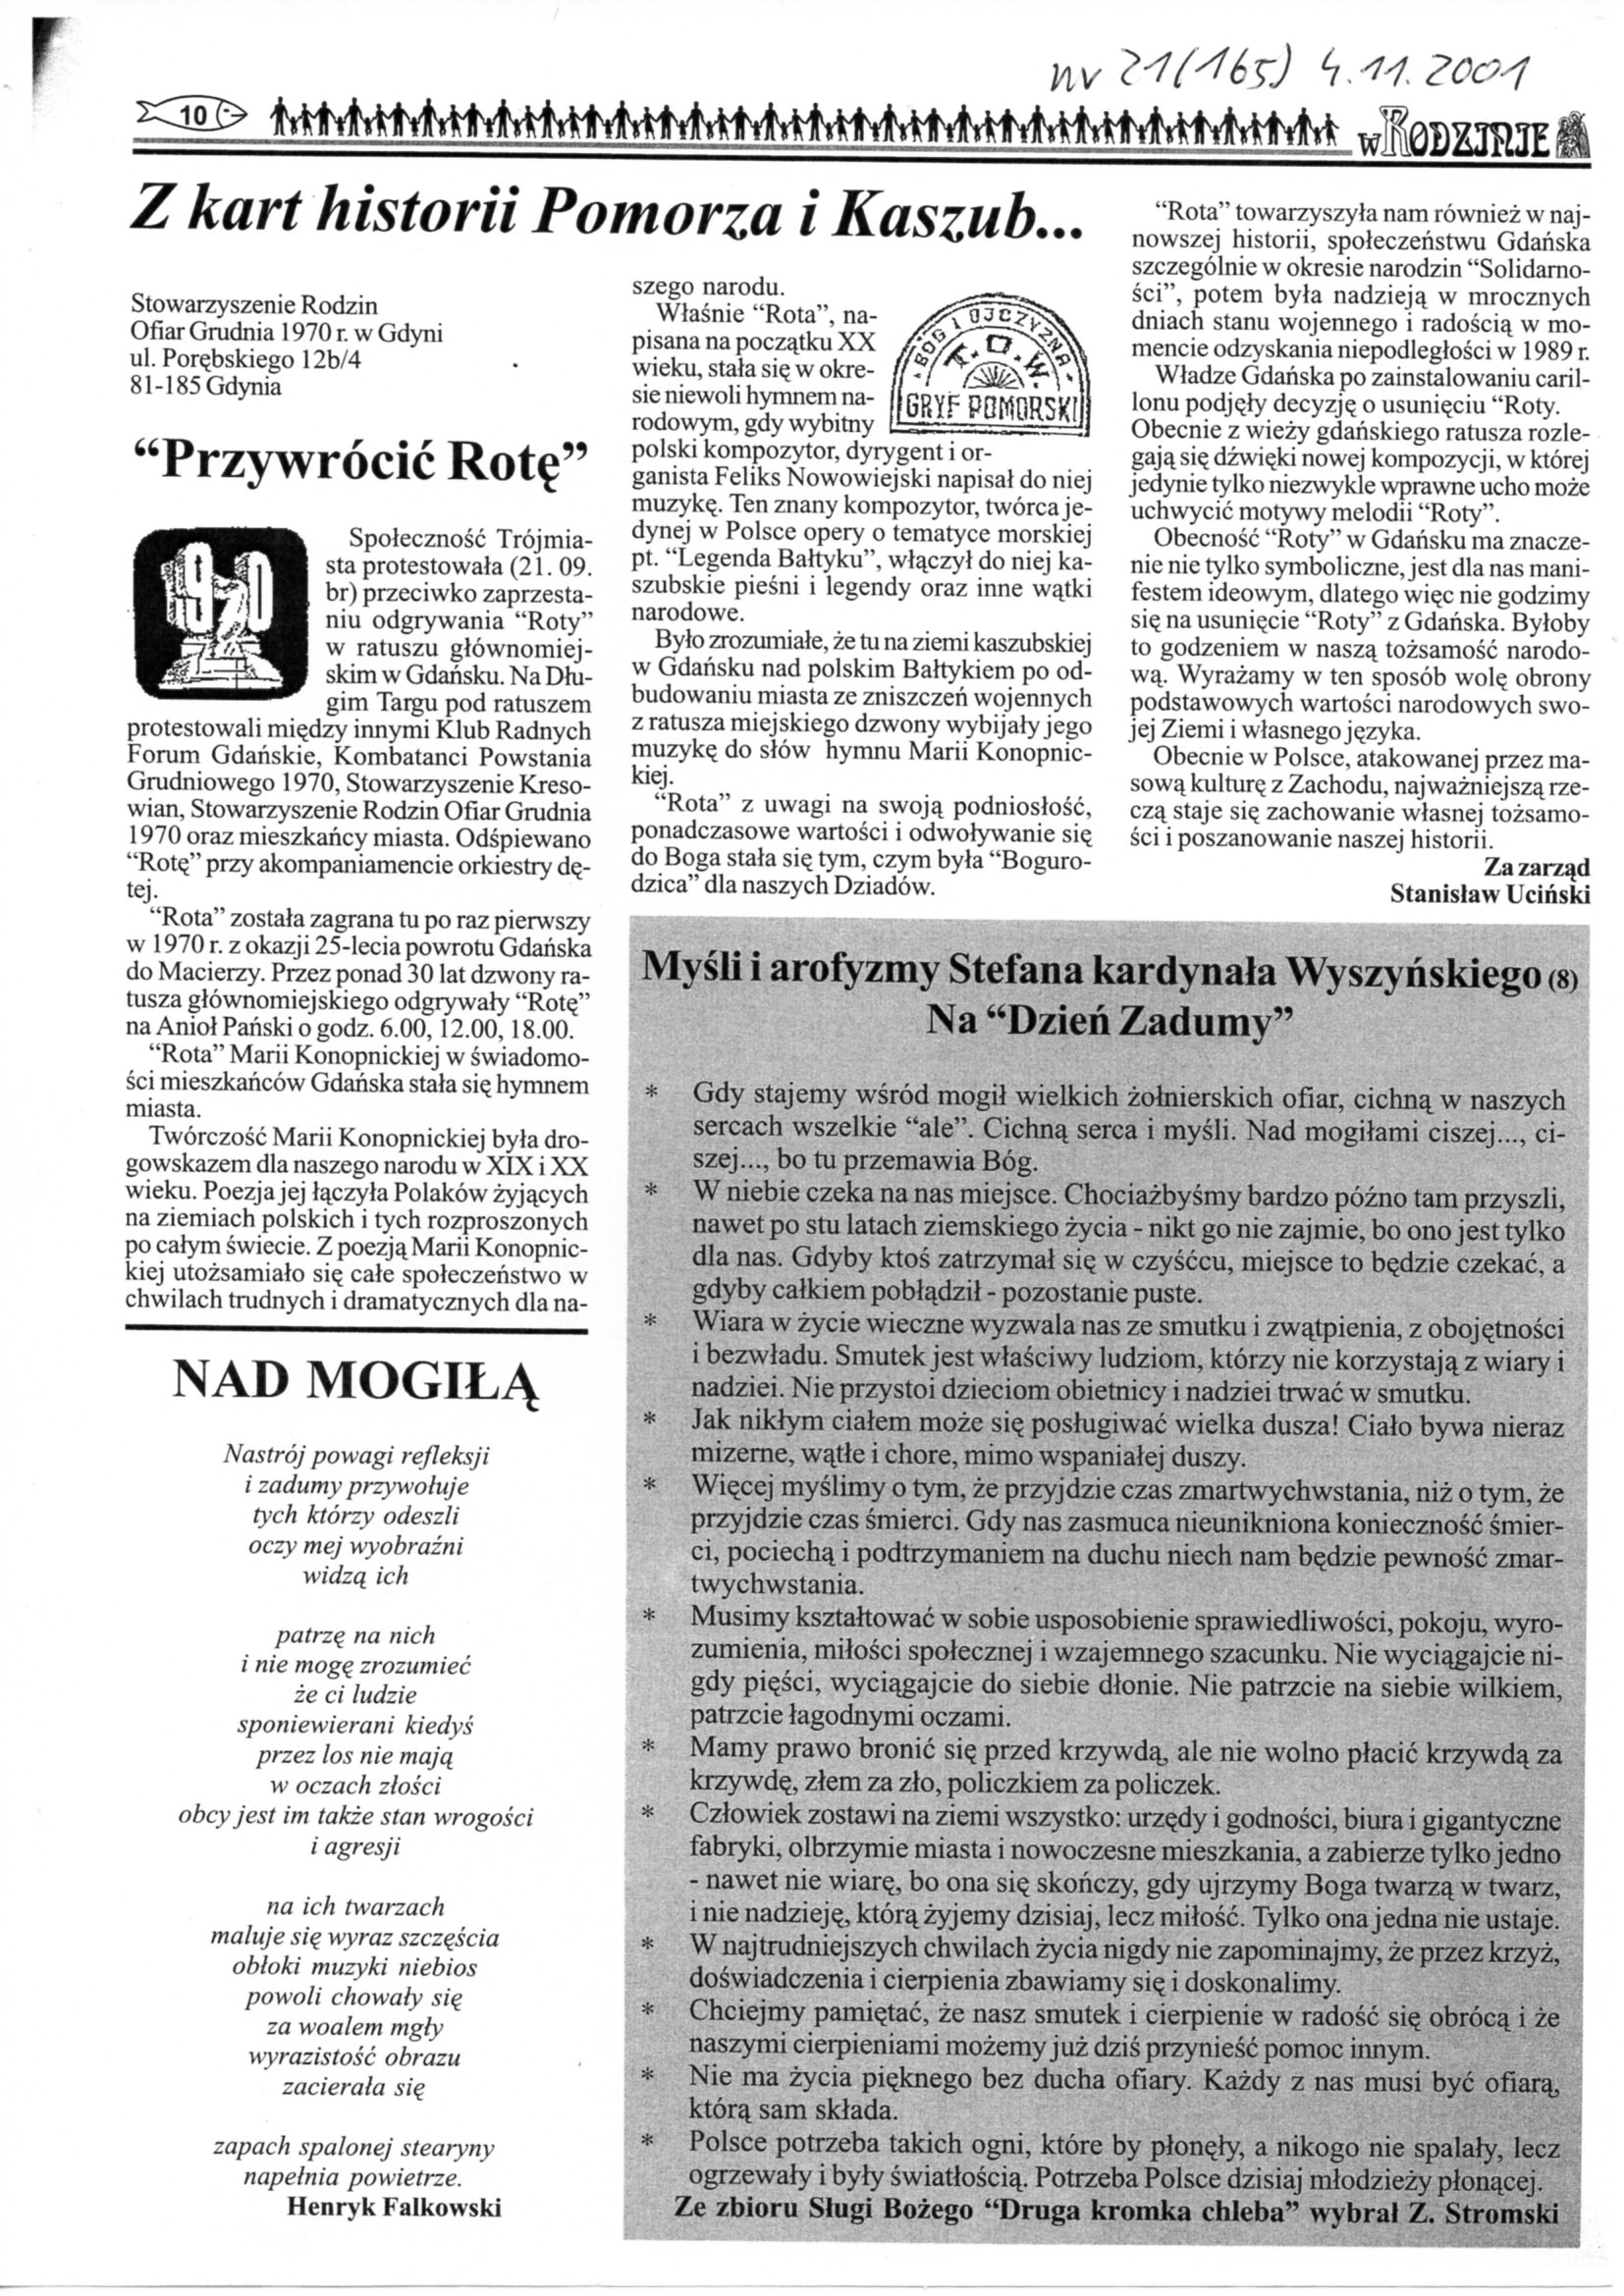 nr 21(165) 4.11.2001
10
w RODZINIE
Z kart historii Pomorza i Kaszub...
Stowarzyszenie Rodzin
Ofiar Grudnia 1970 r. w Gdyni
ul. Porębskiego 12b/4
81-185 Gdynia
“Przywrócić Rotę”
1970
Społeczność Trójmia-
sta protestowała (21. 09.
br) przeciwko zaprzesta-
niu odgrywania “Roty”
w ratuszu głównomiej-
skim w Gdańsku. Na Dłu-
gim Targu pod ratuszem
protestowali między innymi Klub Radnych
Forum Gdańskie, Kombatanci Powstania
Grudniowego 1970, Stowarzyszenie Kreso-
wian, Stowarzyszenie Rodzin Ofiar Grudnia
1970 oraz mieszkańcy miasta. Odśpiewano
“Rotę” przy akompaniamencie orkiestry dę-
tej.
“Rota” została zagrana tu po raz pierwszy
w 1970 r. z okazji 25-lecia powrotu Gdańska
do Macierzy. Przez ponad 30 lat dzwony ra-
tusza głównomiejskiego odgrywały “Rotę”
na Anioł Pański o godz. 6.00, 12.00, 18.00.
“Rota” Marii Konopnickiej w świadomo-
ści mieszkańców Gdańska stała się hymnem
miasta.
Twórczość Marii Konopnickiej była dro-
gowskazem dla naszego narodu w XIX i XX
wieku. Poezja jej łączyła Polaków żyjących
na ziemiach polskich i tych rozproszonych
po całym świecie. Z poezją Marii Konopnic-
kiej utożsamiało się całe społeczeństwo w
chwilach trudnych i dramatycznych dla na-
szego narodu.
Właśnie “Rota”, na-
pisana na początku XX
wieku, stała się w okre-
sie niewoli hymnem na-
rodowym, gdy wybitny
polski kompozytor, dyrygent i or-
ganista Feliks Nowowiejski napisał do niej
muzykę. Ten znany kompozytor, twórca je-
dynej w Polsce opery o tematyce morskiej
pt. “Legenda Bałtyku”, włączył do niej ka-
szubskie pieśni i legendy oraz inne wątki
narodowe.
Było zrozumiałe, że tu na ziemi kaszubskiej
w Gdańsku nad polskim Bałtykiem po od-
budowaniu miasta ze zniszczeń wojennych
z ratusza miejskiego dzwony wybijały jego
muzykę do słów hymnu Marii Konopnic-
kiej.
“Rota” z uwagi na swoją podniosłość,
ponadczasowe wartości i odwoływanie się
do Boga stała się tym, czym była “Boguro-
dzica” dla naszych Dziadów.
BÓG I OJCZYZNA
T. O. W.
GRYF POMORSKI
“Rota” towarzyszyła nam również w naj-
nowszej historii, społeczeństwu Gdańska
szczególnie w okresie narodzin “Solidarno-
ści”, potem była nadzieją w mrocznych
dniach stanu wojennego i radością w mo-
mencie odzyskania niepodległości w 1989 r.
Władze Gdańska po zainstalowaniu caril-
lonu podjęły decyzję o usunięciu “Roty.
Obecnie z wieży gdańskiego ratusza rozle-
gają się dźwięki nowej kompozycji, w której
jedynie tylko niezwykle wprawne ucho może
uchwycić motywy melodii “Roty”.
Obecność “Roty” w Gdańsku ma znacze-
nie nie tylko symboliczne, jest dla nas mani-
festem ideowym, dlatego więc nie godzimy
się na usunięcie “Roty” z Gdańska. Byłoby
to godzeniem w naszą tożsamość narodo-
wą. Wyrażamy w ten sposób wolę obrony
podstawowych wartości narodowych swo-
jej Ziemi i własnego języka.
Obecnie w Polsce, atakowanej przez ma-
sową kulturę z Zachodu, najważniejszą rze-
czą staje się zachowanie własnej tożsamo-
ści i poszanowanie naszej historii.
Za zarząd
Stanisław Uciński
NAD MOGIŁĄ
Nastrój powagi refleksji
i zadumy przywołuje
tych którzy odeszli
oczy mej wyobraźni
widzą ich
patrzę na nich
i nie mogę zrozumieć
że ci ludzie
sponiewierani kiedyś
przez los nie mają
w oczach złości
obcy jest im także stan wrogości
i agresji
na ich twarzach
maluje się wyraz szczęścia
obłoki muzyki niebios
powoli chowały się
za woalem mgły
wyrazistość obrazu
zacierała się
zapach spalonej stearyny
napełnia powietrze.
Henryk Falkowski
Myśli i arofyzmy Stefana kardynała Wyszyńskiego (8)
Na “Dzień Zadumy”
* Gdy stajemy wśród mogił wielkich żołnierskich ofiar, cichną w naszych
sercach wszelkie “ale”. Cichną serca i myśli. Nad mogiłami ciszej..., ci-
szej..., bo tu przemawia Bóg.
* W niebie czeka na nas miejsce. Chociażbyśmy bardzo późno tam przyszli,
nawet po stu latach ziemskiego życia - nikt go nie zajmie, bo ono jest tylko
dla nas. Gdyby ktoś zatrzymał się w czyśćcu, miejsce to będzie czekać, a
gdyby całkiem pobłądził - pozostanie puste.
* Wiara w życie wieczne wyzwala nas ze smutku i zwątpienia, z obojętności
i bezwładu. Smutek jest właściwy ludziom, którzy nie korzystają z wiary i
nadziei. Nie przystoi dzieciom obietnicy i nadziei trwać w smutku.
* Jak nikłym ciałem może się posługiwać wielka dusza! Ciało bywa nieraz
mizerne, wątłe i chore, mimo wspaniałej duszy.
* Więcej myślimy o tym, że przyjdzie czas zmartwychwstania, niż o tym, że
przyjdzie czas śmierci. Gdy nas zasmuca nieunikniona konieczność śmier-
ci, pociechą i podtrzymaniem na duchu niech nam będzie pewność zmar-
twychwstania.
* Musimy kształtować w sobie usposobienie sprawiedliwości, pokoju, wyro-
zumienia, miłości społecznej i wzajemnego szacunku. Nie wyciągajcie ni-
gdy pięści, wyciągajcie do siebie dłonie. Nie patrzcie na siebie wilkiem,
patrzcie łagodnymi oczami.
* Mamy prawo bronić się przed krzywdą, ale nie wolno płacić krzywdą za
krzywdę, złem za zło, policzkiem za policzek.
* Człowiek zostawi na ziemi wszystko: urzędy i godności, biura i gigantyczne
fabryki, olbrzymie miasta i nowoczesne mieszkania, a zabierze tylko jedno
- nawet nie wiarę, bo ona się skończy, gdy ujrzymy Boga twarzą w twarz,
i nie nadzieję, którą żyjemy dzisiaj, lecz miłość. Tylko ona jedna nie ustaje.
* W najtrudniejszych chwilach życia nigdy nie zapominajmy, że przez krzyż,
doświadczenia i cierpienia zbawiamy się i doskonalimy.
* Chciejmy pamiętać, że nasz smutek i cierpienie w radość się obrócą i że
naszymi cierpieniami możemy już dziś przynieść pomoc innym.
* Nie ma życia pięknego bez ducha ofiary. Każdy z nas musi być ofiarą,
którą sam składa.
* Polsce potrzeba takich ogni, które by płonęły, a nikogo nie spalały, lecz
ogrzewały i były światłością. Potrzeba Polsce dzisiaj młodzieży płonącej.
Ze zbioru Sługi Bożego “Druga kromka chleba” wybrał Z. Stromski